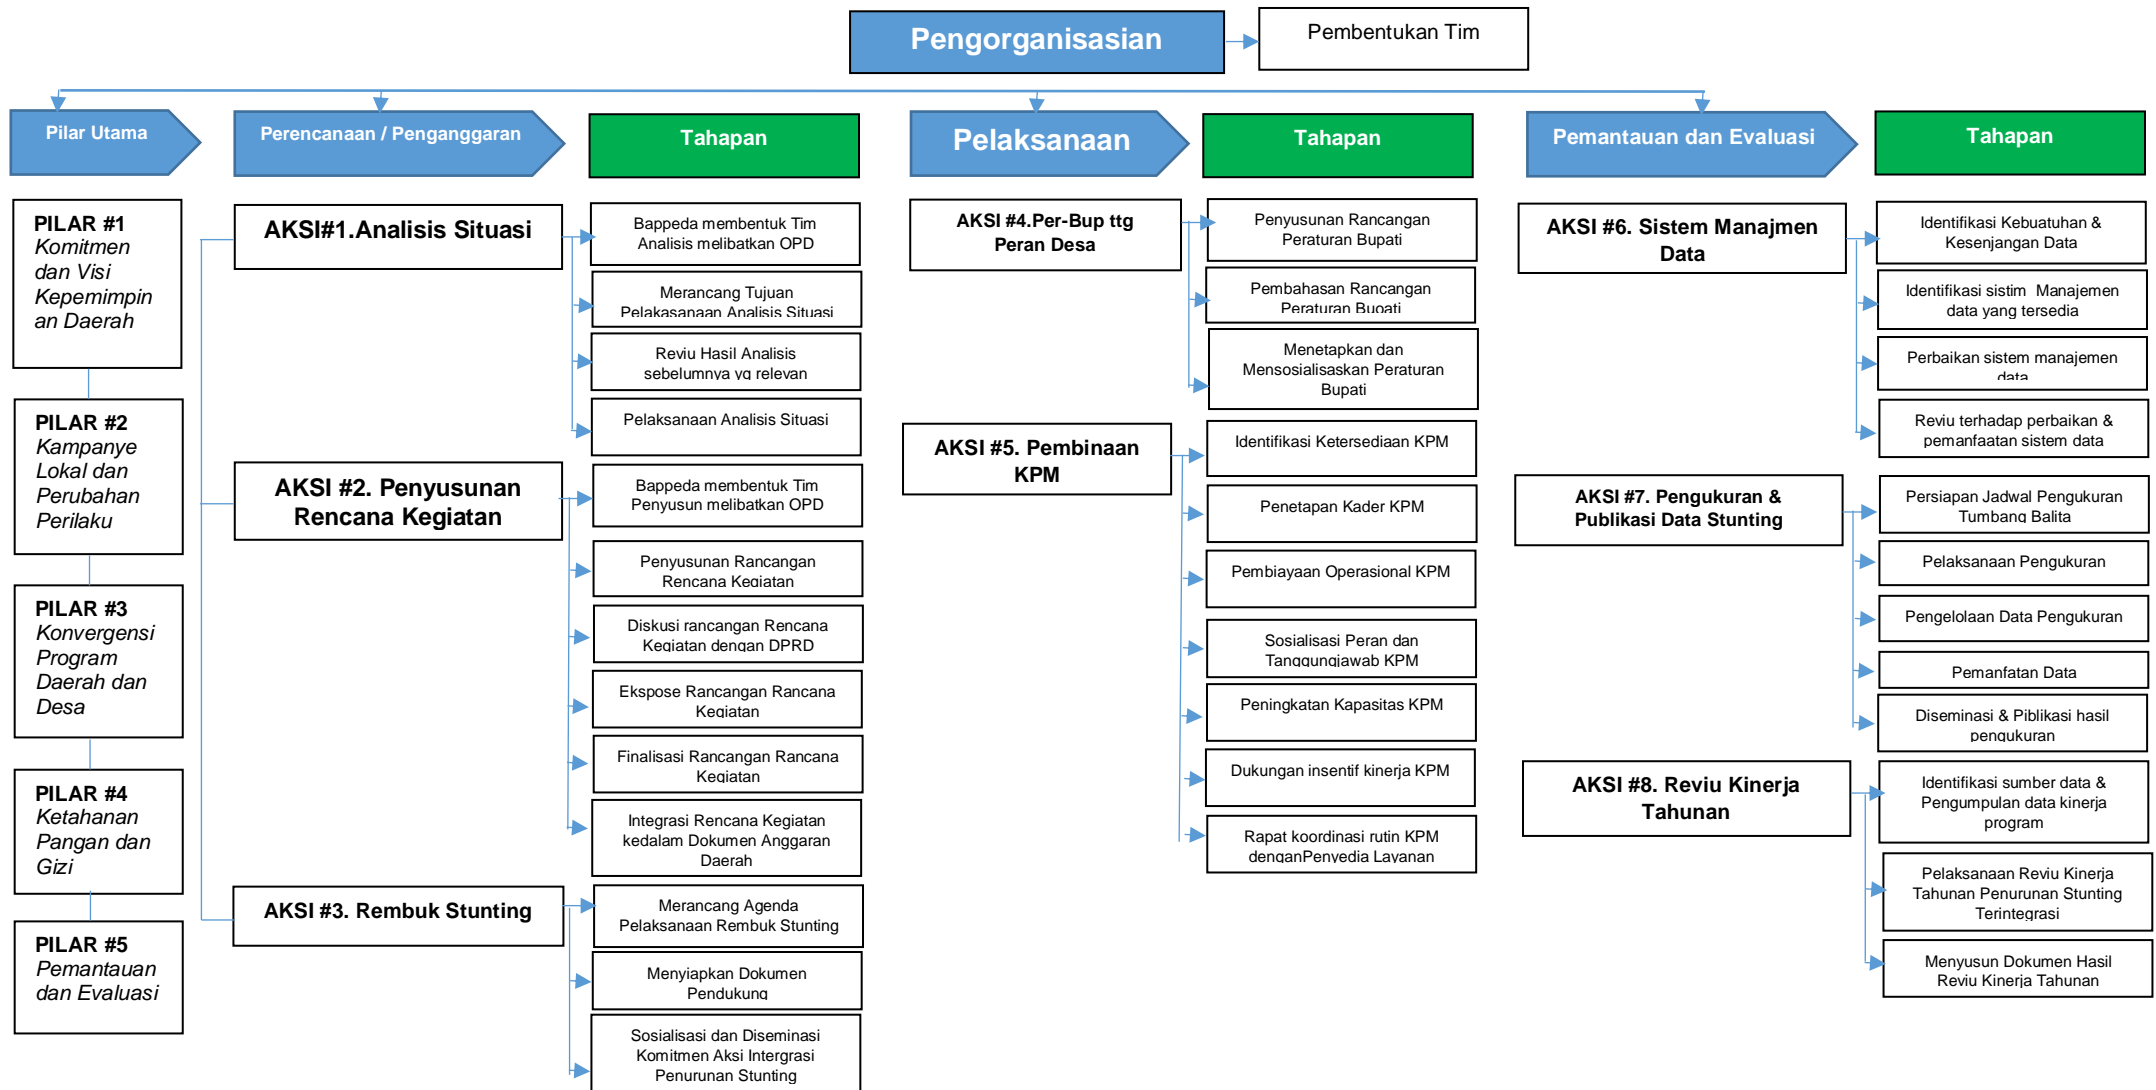 Pengorganisasian
Pembentukan Tim
Pilar Utama
Perencanaan / Penganggaran
Tahapan
Pelaksanaan
Tahapan
Pemantauan dan Evaluasi
Tahapan
PILAR #1
Komitmen
dan Visi
Kepemimpin
an Daerah
PILAR #2
Kampanye
Lokal dan
Perubahan
Perilaku
PILAR #3
Konvergensi
Program
Daerah dan
Desa
PILAR #4
Ketahanan
Pangan dan
Gizi
PILAR #5
Pemantauan
dan Evaluasi
AKSI#1.Analisis Situasi
Bappeda membentuk Tim
Analisis melibatkan OPD
Merancang Tujuan
Pelakasanaan Analisis Situasi
Reviu Hasil Analisis
sebelumnya yg relevan
Pelaksanaan Analisis Situasi
AKSI #2. Penyusunan
Rencana Kegiatan
Bappeda membentuk Tim
Penyusun melibatkan OPD
Penyusunan Rancangan
Rencana Kegiatan
Diskusi rancangan Rencana
Kegiatan dengan DPRD
Ekspose Rancangan Rancana
Kegiatan
Finalisasi Rancangan Rancana
Kegiatan
Integrasi Rencana Kegiatan
kedalam Dokumen Anggaran
Daerah
AKSI #3. Rembuk Stunting
Merancang Agenda
Pelaksanaan Rembuk Stunting
Menyiapkan Dokumen
Pendukung
Sosialisasi dan Diseminasi
Komitmen Aksi Intergrasi
Penurunan Stunting
AKSI #4.Per-Bup ttg
Peran Desa
Penyusunan Rancangan
Peraturan Bupati
Pembahasan Rancangan
Peraturan Buoati
Menetapkan dan
Mensosialisaskan Peraturan
Bupati
AKSI #5. Pembinaan
KPM
Identifikasi Ketersediaan KPM
Penetapan Kader KPM
Pembiayaan Operasional KPM
Sosialisasi Peran dan
Tanggungjawab KPM
Peningkatan Kapasitas KPM
Dukungan insentif kinerja KPM
Rapat koordinasi rutin KPM
denganPenyedia Layanan
AKSI #6. Sistem Manajmen
Data
Identifikasi Kebuatuhan &
Kesenjangan Data
Identifikasi sistim  Manajemen
data yang tersedia
Perbaikan sistem manajemen
data
Reviu terhadap perbaikan &
pemanfaatan sistem data
AKSI #7. Pengukuran &
Publikasi Data Stunting
Persiapan Jadwal Pengukuran
Tumbang Balita
Pelaksanaan Pengukuran
Pengelolaan Data Pengukuran
Pemanfatan Data
Diseminasi & Piblikasi hasil
pengukuran
AKSI #8. Reviu Kinerja
Tahunan
Identifikasi sumber data &
Pengumpulan data kinerja
program
Pelaksanaan Reviu Kinerja
Tahunan Penurunan Stunting
Terintegrasi
Menyusun Dokumen Hasil
Reviu Kinerja Tahunan